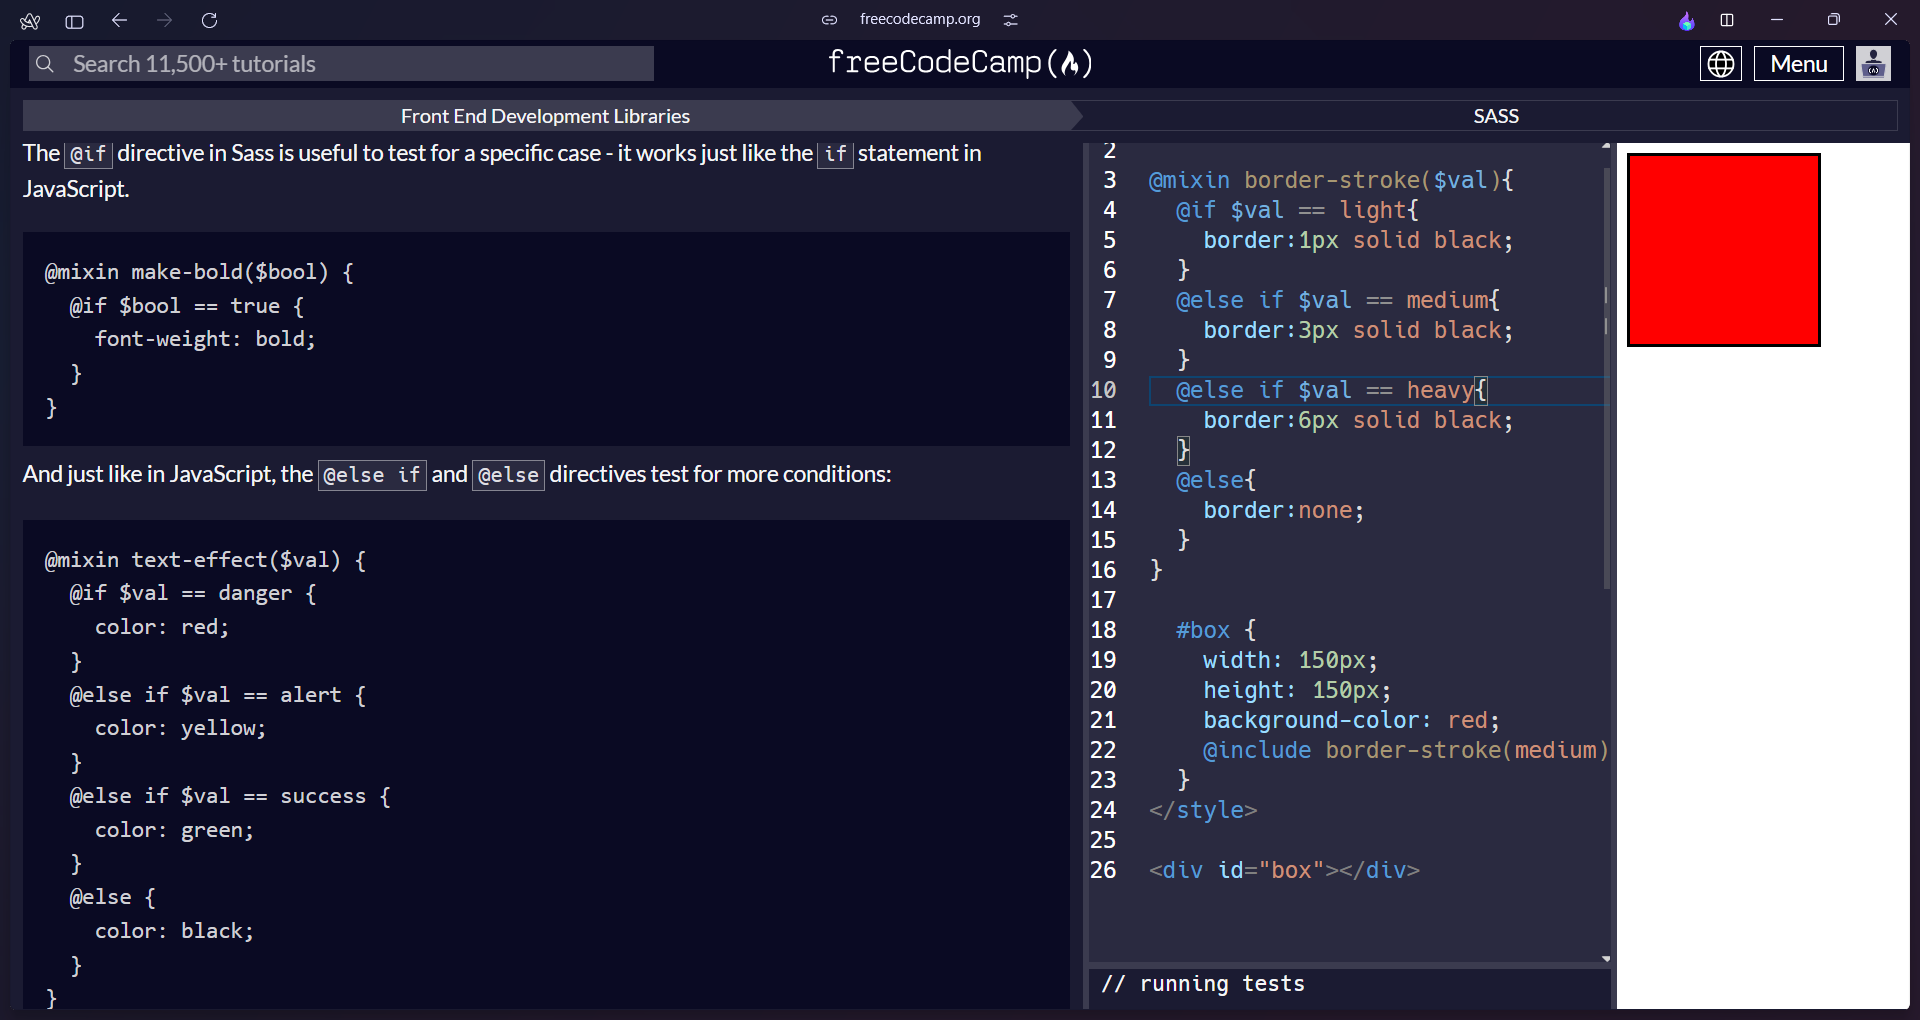 freecodecamp.org
Search 11,500+ tutorials
freeCodeCamp(🔥)
Menu
Front End Development Libraries
SASS
The @if directive in Sass is useful to test for a specific case - it works just like the if statement in
JavaScript.
@mixin make-bold($bool) {
  @if $bool == true {
    font-weight: bold;
  }
}
And just like in JavaScript, the @else if and @else directives test for more conditions:
@mixin text-effect($val) {
  @if $val == danger {
    color: red;
  }
  @else if $val == alert {
    color: yellow;
  }
  @else if $val == success {
    color: green;
  }
  @else {
    color: black;
  }
}
2
3 @mixin border-stroke($val){
4   @if $val == light{
5     border:1px solid black;
6   }
7   @else if $val == medium{
8     border:3px solid black;
9   }
10   @else if $val == heavy{
11     border:6px solid black;
12   }
13   @else{
14     border:none;
15   }
16 }
17
18   #box {
19     width: 150px;
20     height: 150px;
21     background-color: red;
22     @include border-stroke(medium)
23   }
24 </style>
25
26 <div id="box"></div>
// running tests